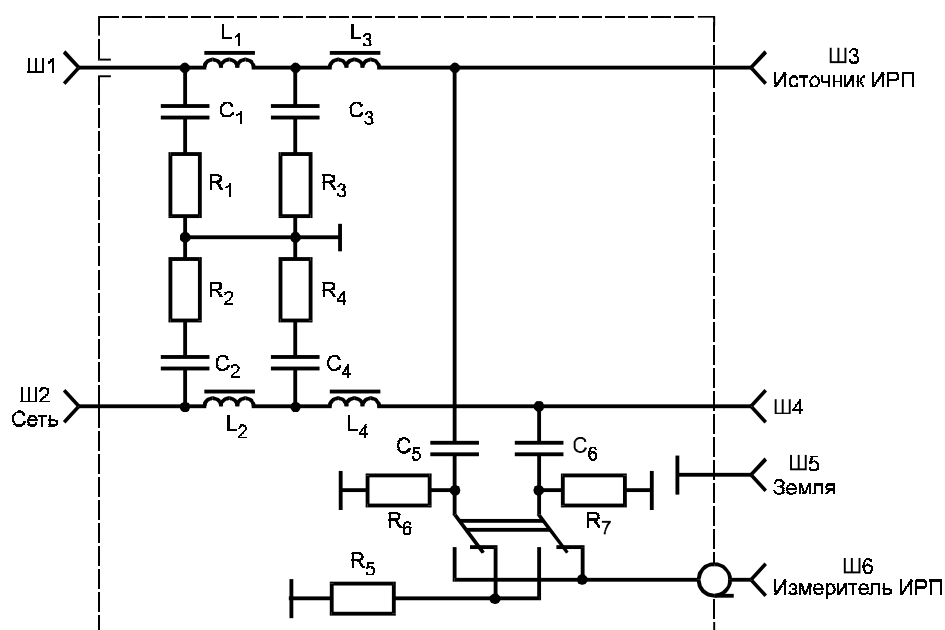 L1
L3
Ш1
Ш3
Источник ИРП
C1
C3
R1
R3
R2
R4
C2
C4
Ш2
Сеть
L2
L4
Ш4
C5
C6
Ш5
Земля
R6
R7
R5
Ш6
Измеритель ИРП